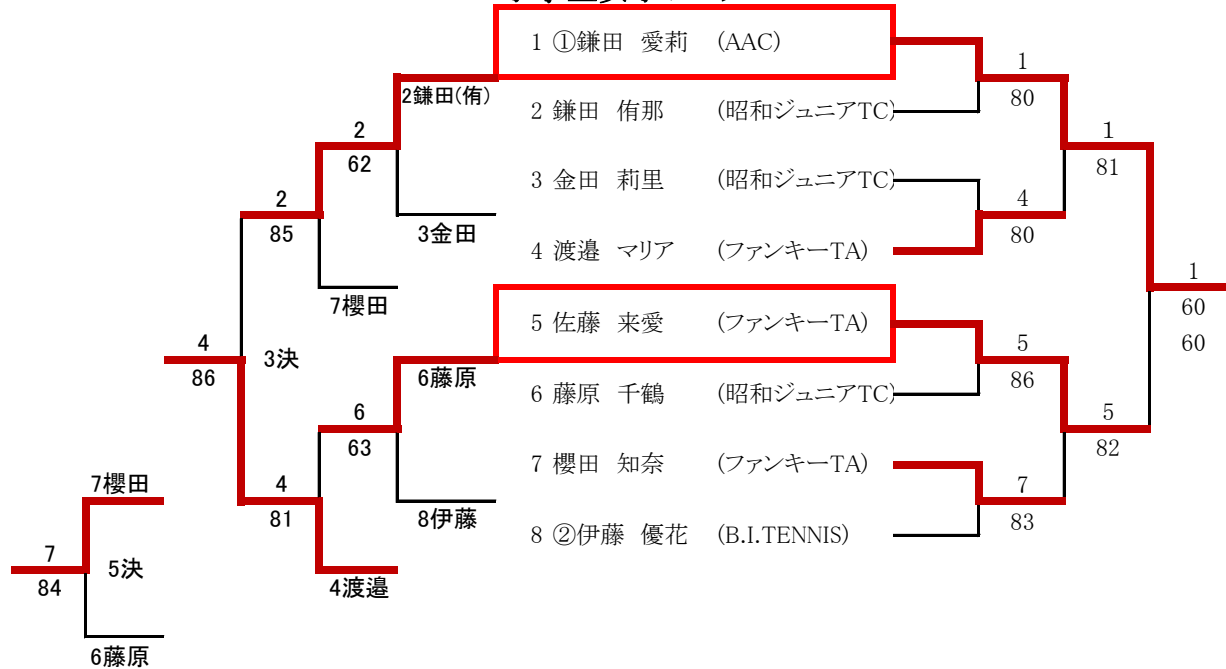 1 ①鎌田 愛莉 (AAC)
1
2鎌田(侑)
80
2 鎌田 侑那 (昭和ジュニアTC)
2
1
62
81
3 金田 莉里 (昭和ジュニアTC)
2
4
85
3金田
80
4 渡邉 マリア (ファンキーTA)
1
7櫻田
60
5 佐藤 来愛 (ファンキーTA)
4
5
60
3決
86
6藤原
86
6 藤原 千鶴 (昭和ジュニアTC)
6
5
63
82
7 櫻田 知奈 (ファンキーTA)
7櫻田
4
7
81
8伊藤
83
8 ②伊藤 優花 (B.I.TENNIS)
7
5決
84
4渡邉
6藤原